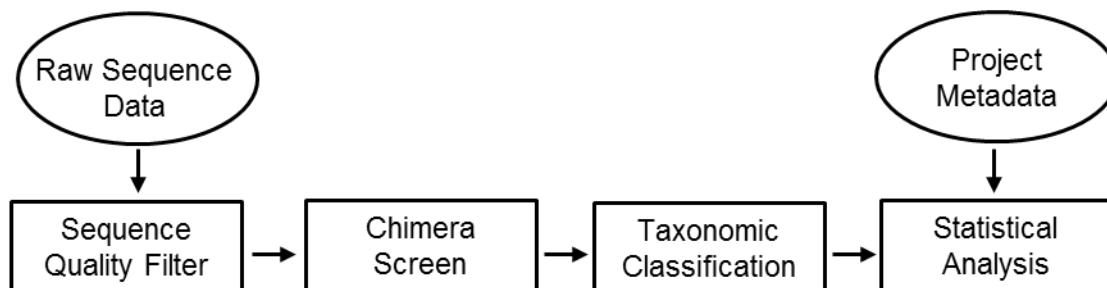 Raw Sequence
Data
Project
Metadata
Sequence
Quality Filter
Chimera
Screen
Taxonomic
Classification
Statistical
Analysis